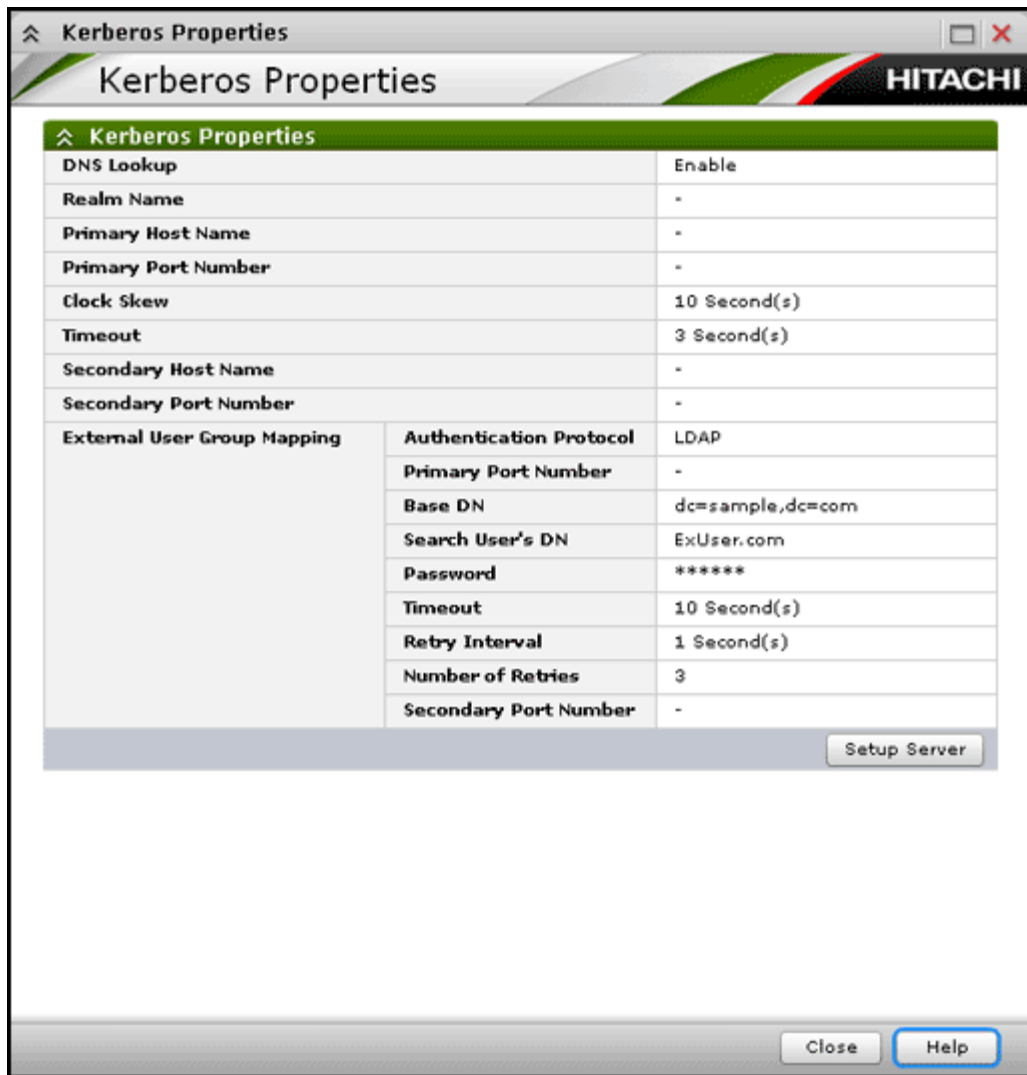 Kerberos Properties
Kerberos Properties HITACHI
Kerberos Properties
DNS Lookup Enable
Realm Name -
Primary Host Name -
Primary Port Number -
Clock Skew 10 Second(s)
Timeout 3 Second(s)
Secondary Host Name -
Secondary Port Number -
External User Group Mapping Authentication Protocol LDAP
Primary Port Number -
Base DN dc=sample,dc=com
Search User's DN ExUser.com
Password ******
Timeout 10 Second(s)
Retry Interval 1 Second(s)
Number of Retries 3
Secondary Port Number -
Setup Server
Close Help